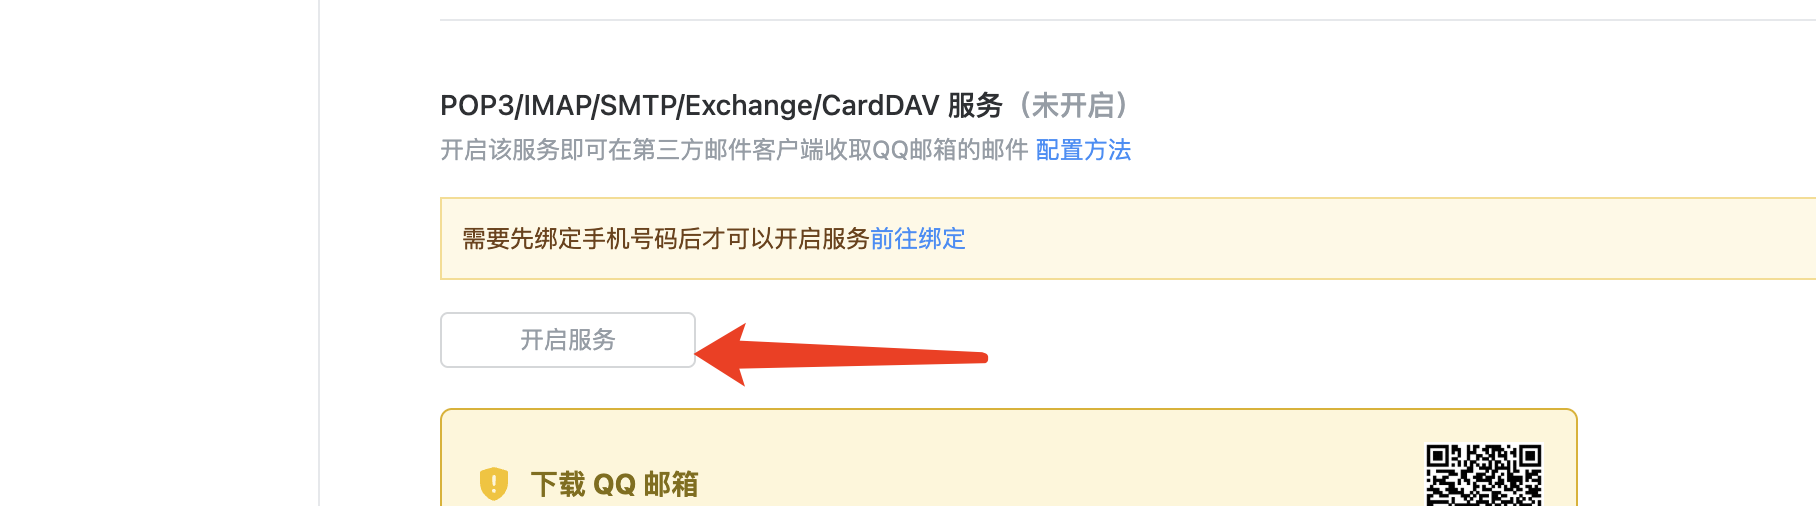 POP3/IMAP/SMTP/Exchange/CardDAV 服务（未开启）
开启该服务即可在第三方邮件客户端收取QQ邮箱的邮件 配置方法
需要先绑定手机号码后才可以开启服务前往绑定
开启服务
下载 QQ 邮箱